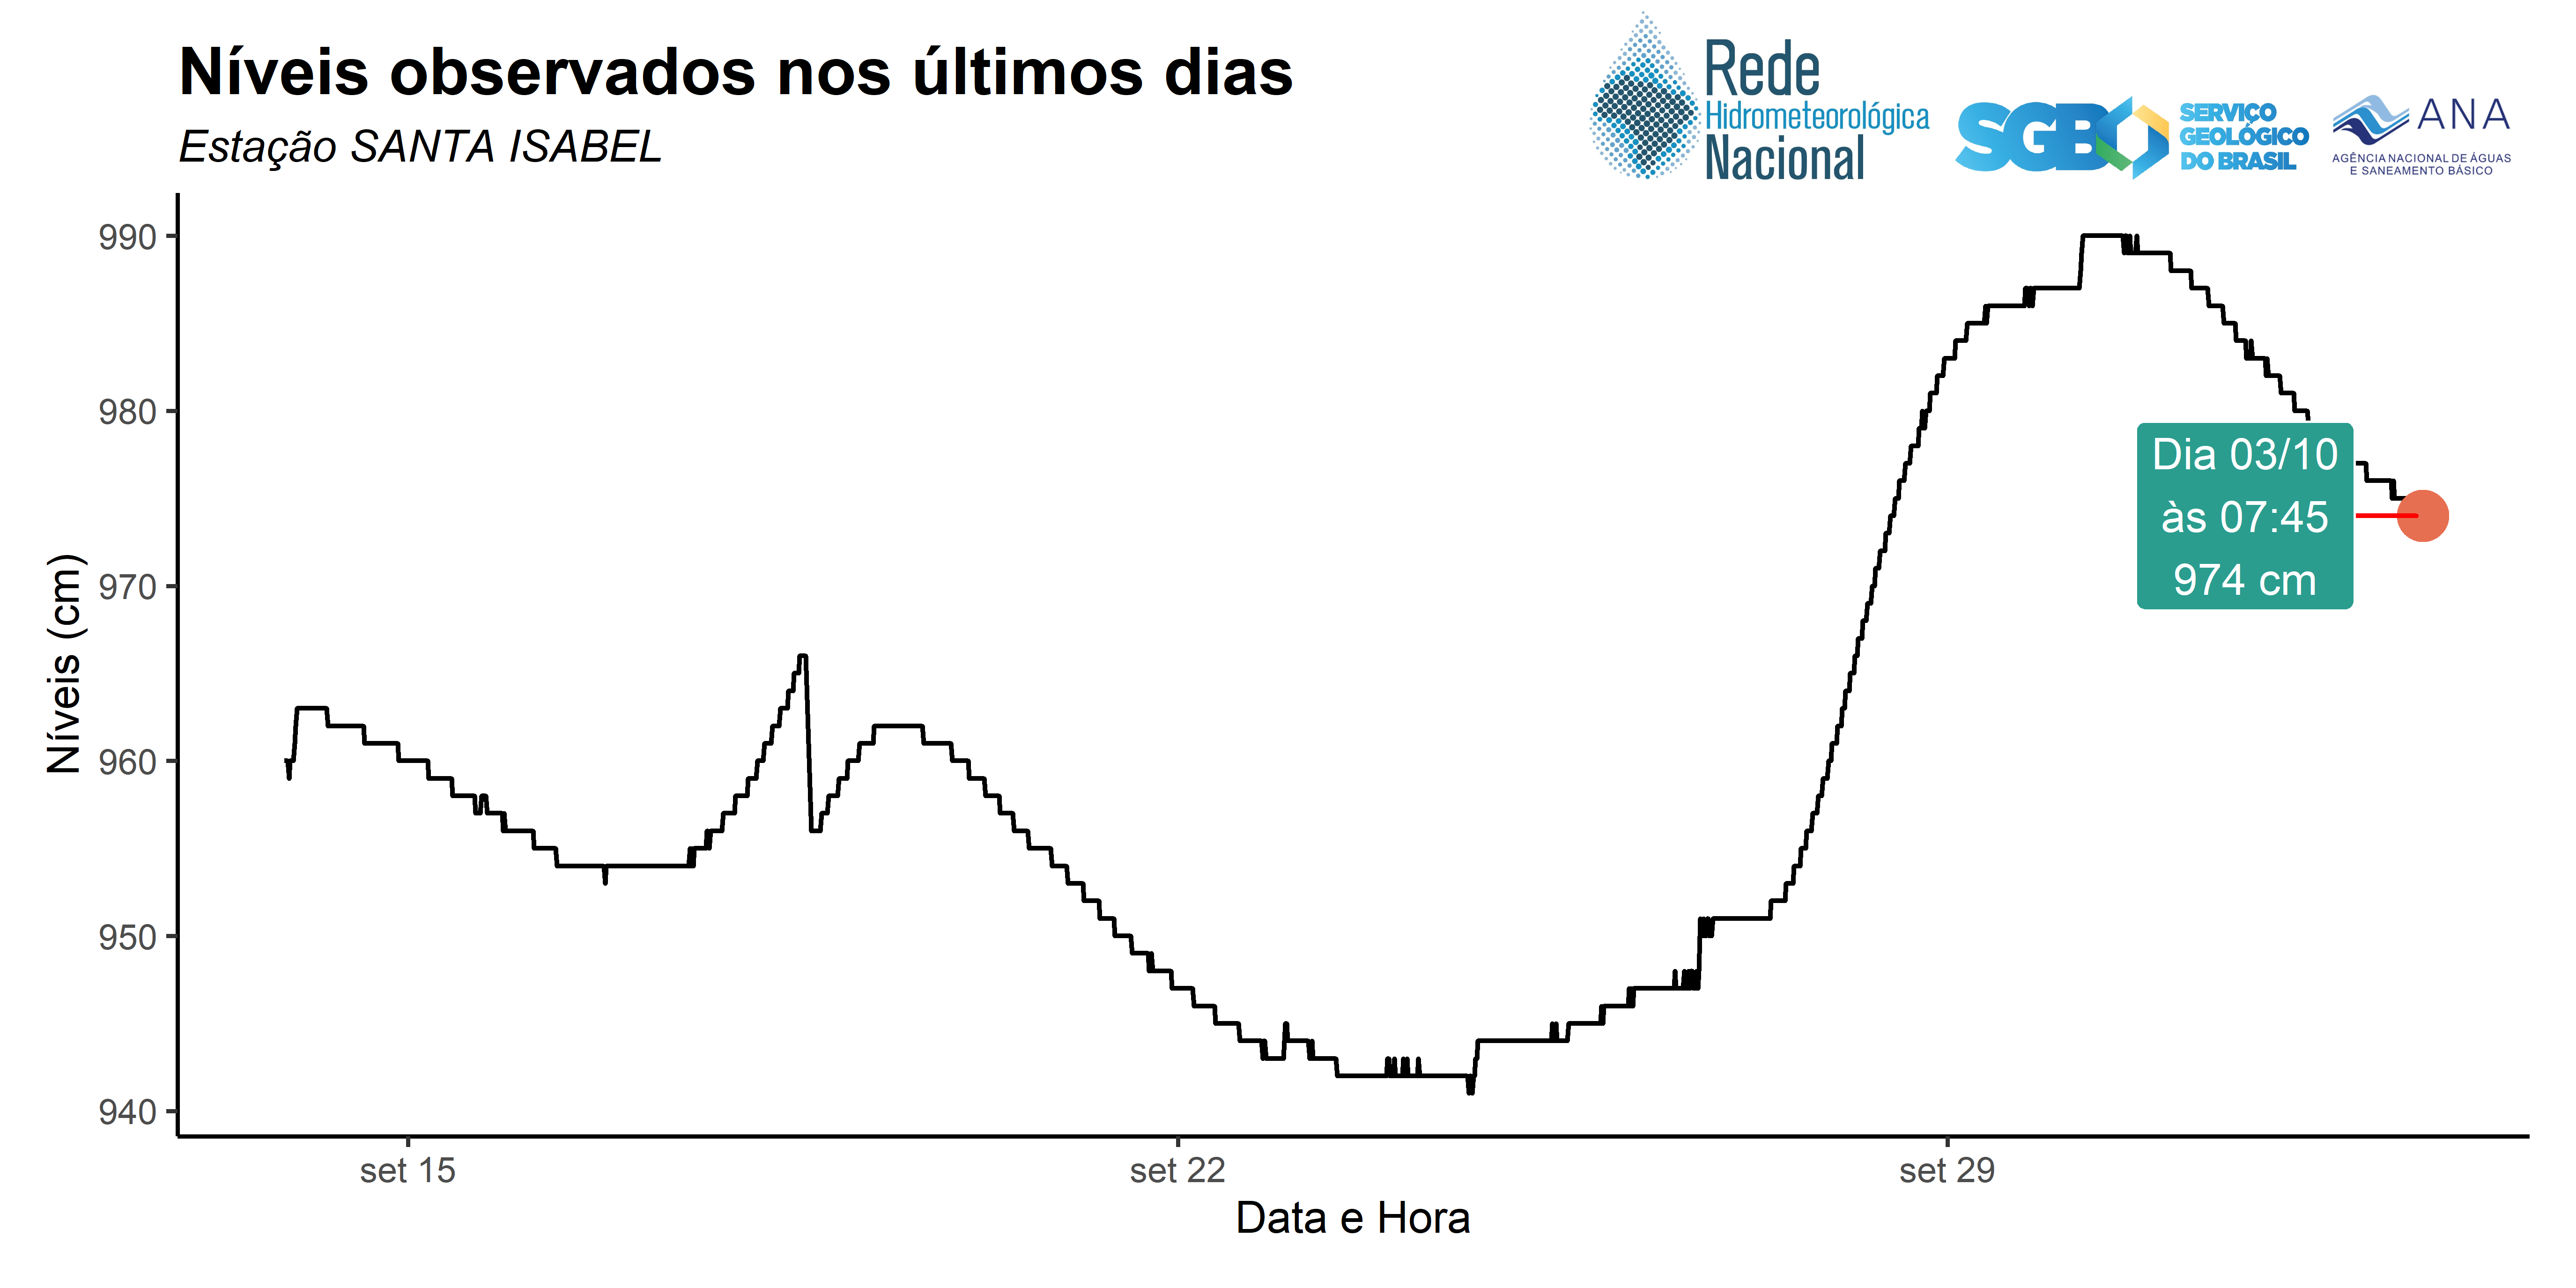 Níveis observados nos últimos dias
Estação SANTA ISABEL
Rede
Hidrometeorológica
Nacional
SGB
SERVIÇO
GEOLÓGICO
DO BRASIL
ANA
AGÊNCIA NACIONAL DE ÁGUAS
E SANEAMENTO BÁSICO
Níveis (cm)
990
980
970
960
950
940
Dia 03/10
às 07:45
974 cm
set 15
set 22
set 29
Data e Hora